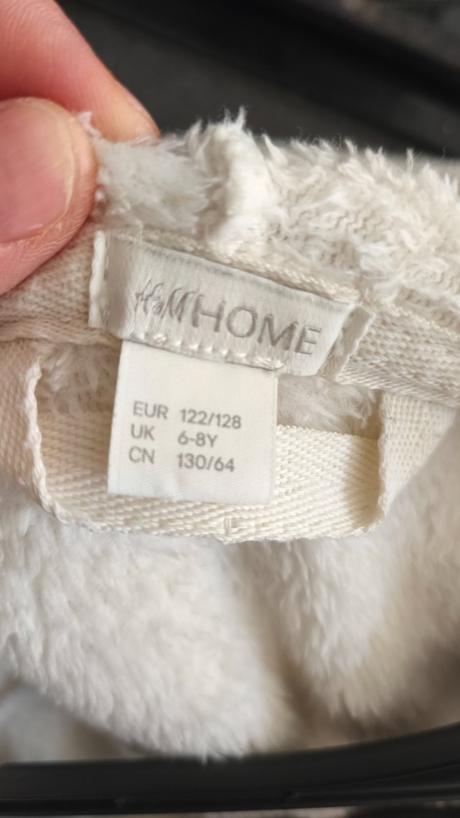 H&M HOME
EUR 122/128
UK 6-8Y
CN 130/64